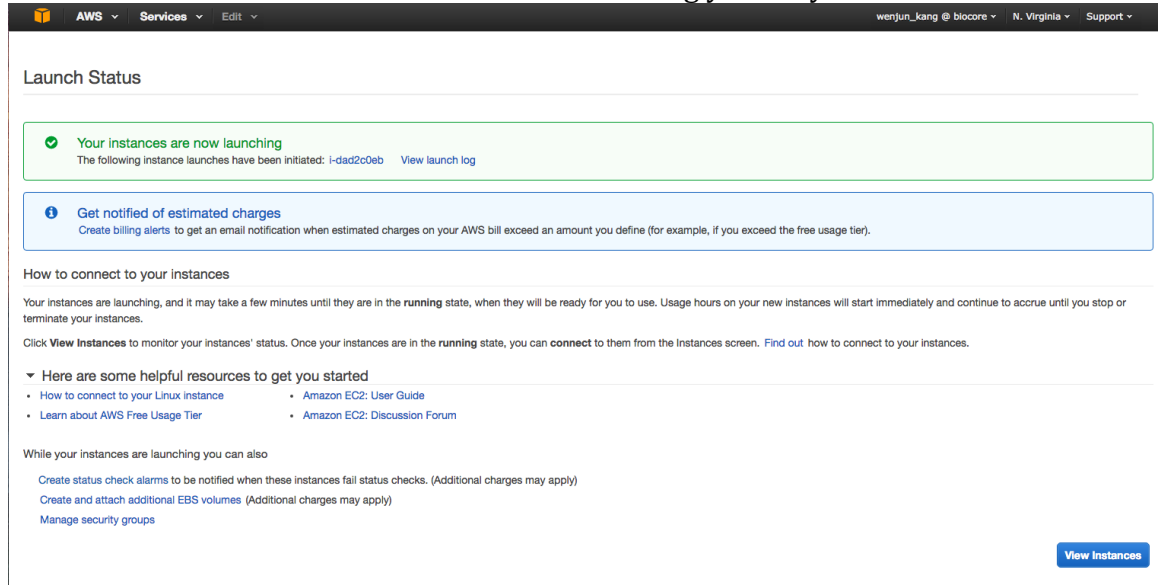 AWS Services Edit wenjun_kang @ biocore N. Virginia Support
Launch Status
Your instances are now launching
The following instance launches have been initiated: i-dad2c0eb View launch log
Get notified of estimated charges
Create billing alerts to get an email notification when estimated charges on your AWS bill exceed an amount you define (for example, if you exceed the free usage tier).
How to connect to your instances
Your instances are launching, and it may take a few minutes until they are in the running state, when they will be ready for you to use. Usage hours on your new instances will start immediately and continue to accrue until you stop or
terminate your instances.
Click View Instances to monitor your instances' status. Once your instances are in the running state, you can connect to them from the Instances screen. Find out how to connect to your instances.
Here are some helpful resources to get you started
• How to connect to your Linux instance • Amazon EC2: User Guide
• Learn about AWS Free Usage Tier • Amazon EC2: Discussion Forum
While your instances are launching you can also
Create status check alarms to be notified when these instances fail status checks. (Additional charges may apply)
Create and attach additional EBS volumes (Additional charges may apply)
Manage security groups
View Instances